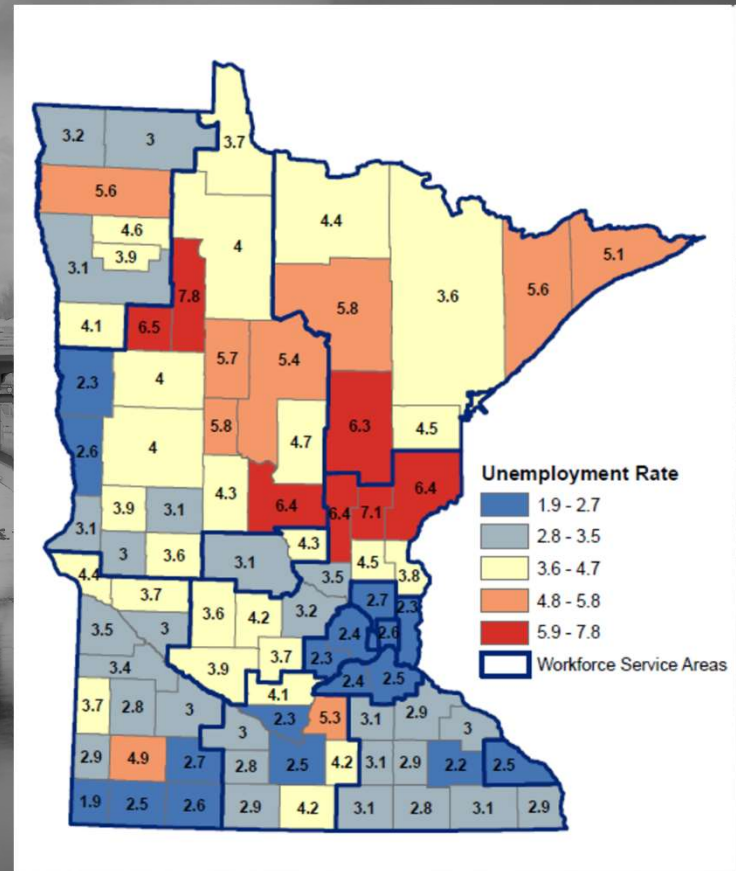 3.2 3 3.7
5.6 4.4
4.6 5.1
3.9 4 5.6
3.1 3.6
7.8 5.8
4.1 6.5
5.7 5.4
2.3 4
6.3
5.8 4.7 4.5
2.6 4
6.4
4.3 6.4 6.4 7.1
3.9 3.1
3.1
3 3.6 3.1 4.3 4.5
4.4 3.5 3.8
3.7 2.7
3.6 4.2 3.2 2.3
3.5 3 2.4 2.6
3.4 3.9 3.7 2.3
2.4 2.5
3.7 2.8 3 4.1
2.3 5.3 3.1 2.9
3 3
2.9 4.9 2.7 2.8 2.5 4.2 3.1 2.9 2.2 2.5
1.9 2.5 2.6 2.9 4.2 3.1 2.8 3.1 2.9
Unemployment Rate
1.9 - 2.7
2.8 - 3.5
3.6 - 4.7
4.8 - 5.8
5.9 - 7.8
Workforce Service Areas